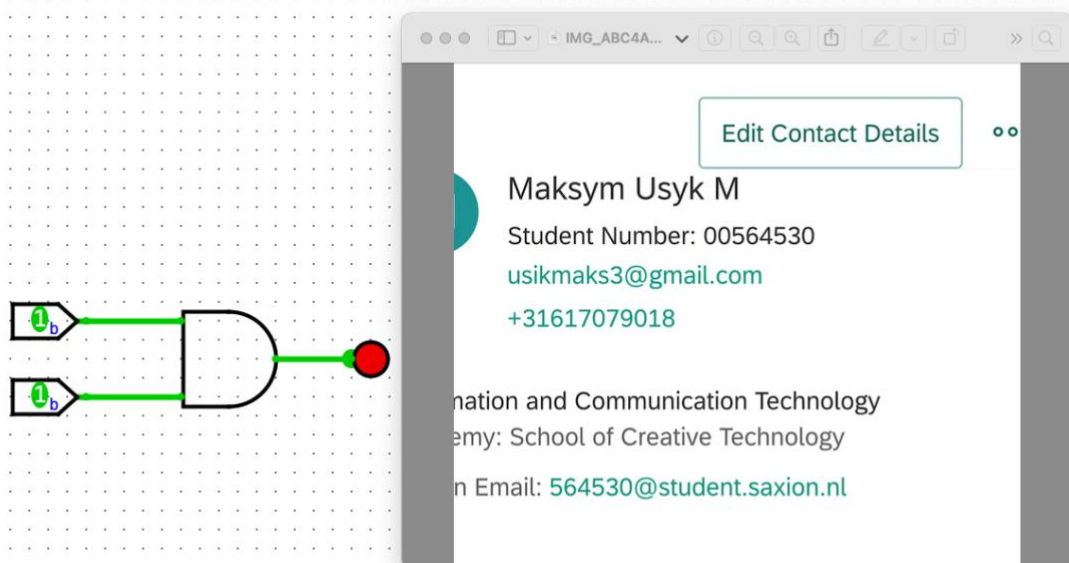 IMG_ABC4A...
Edit Contact Details
Maksym Usyk M
Student Number: 00564530
usikmaks3@gmail.com
+31617079018
1b
1b
mation and Communication Technology
emy: School of Creative Technology
n Email: 564530@student.saxion.nl